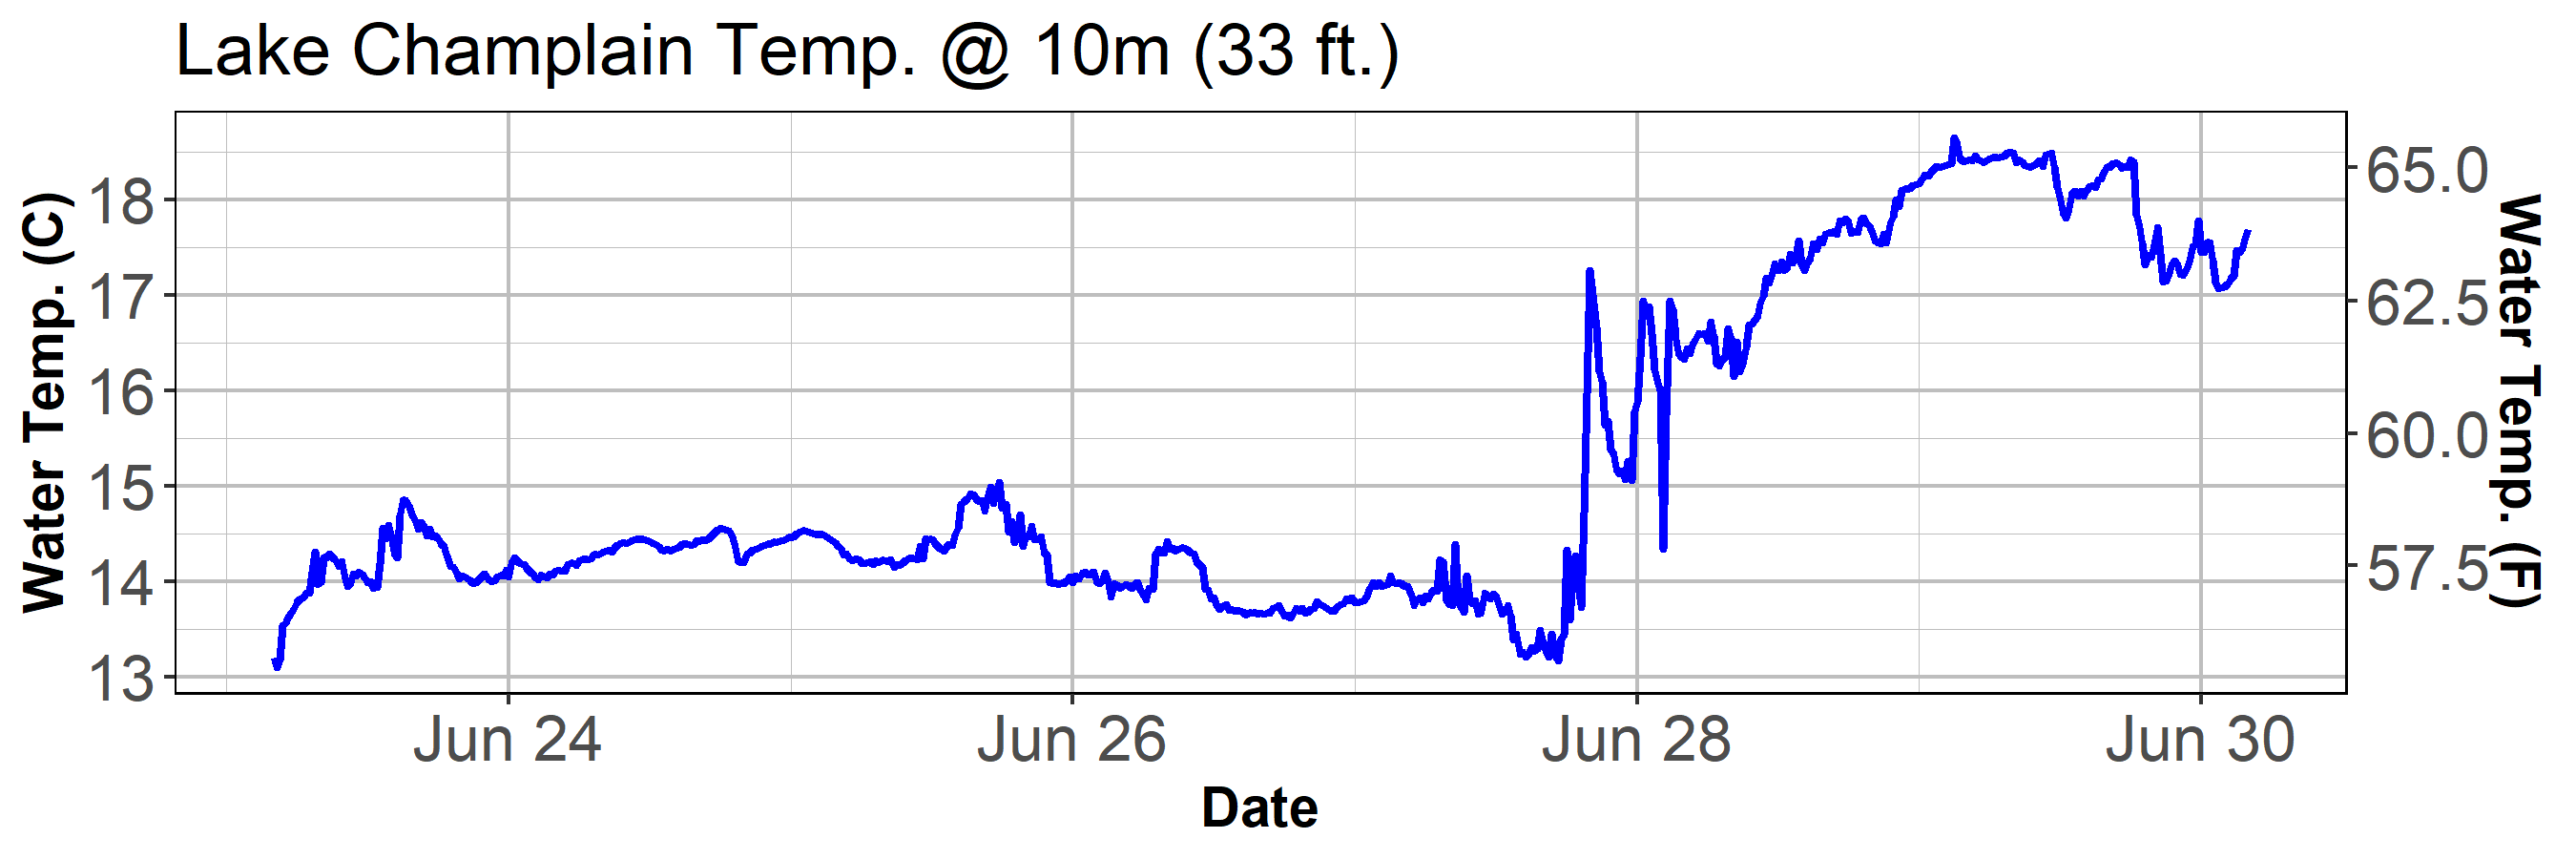 Lake Champlain Temp. @ 10m (33 ft.)
Water Temp. (C)
18
17
16
15
14
13
65.0
62.5
60.0
57.5
Water Temp. (F)
Jun 24
Jun 26
Jun 28
Jun 30
Date